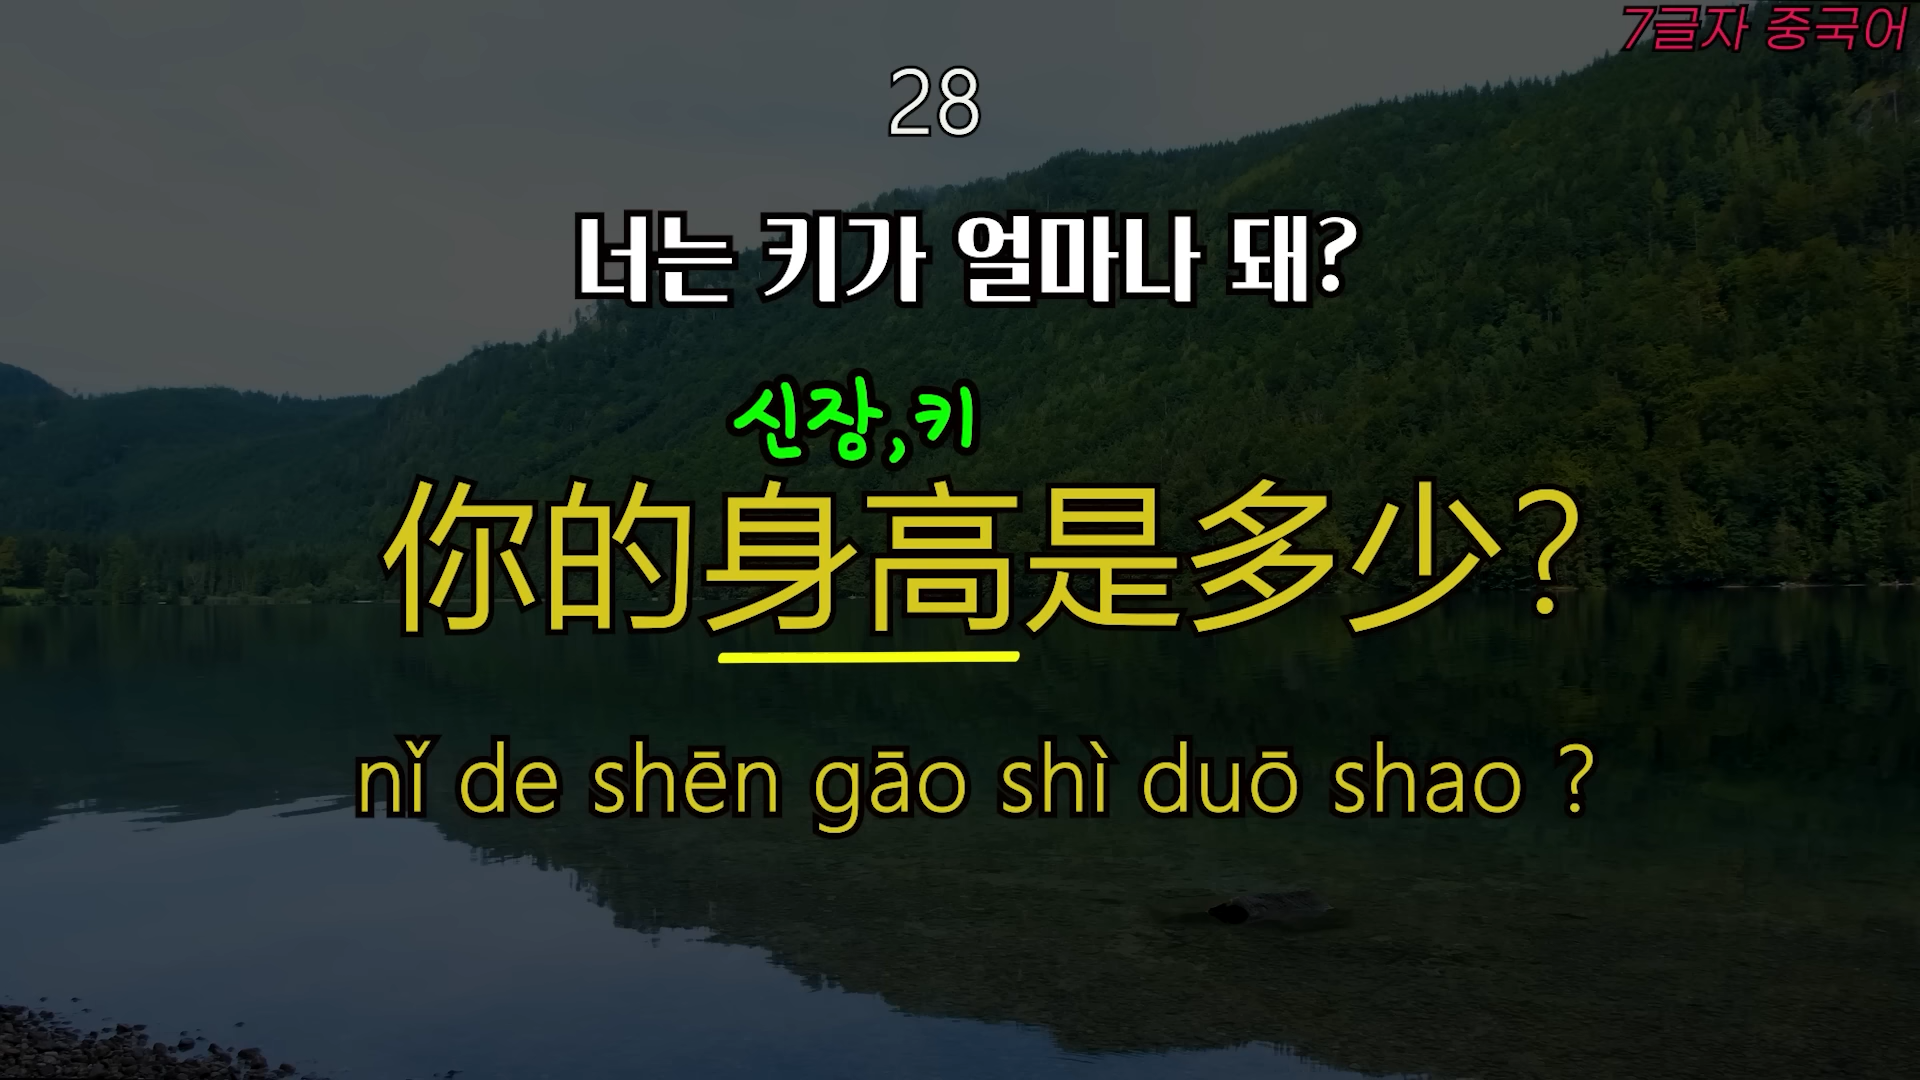 7글자 중국어
28
너는 키가 얼마나 돼?
신장,키
你的身高是多少?
nǐ de shēn gāo shì duō shao ?